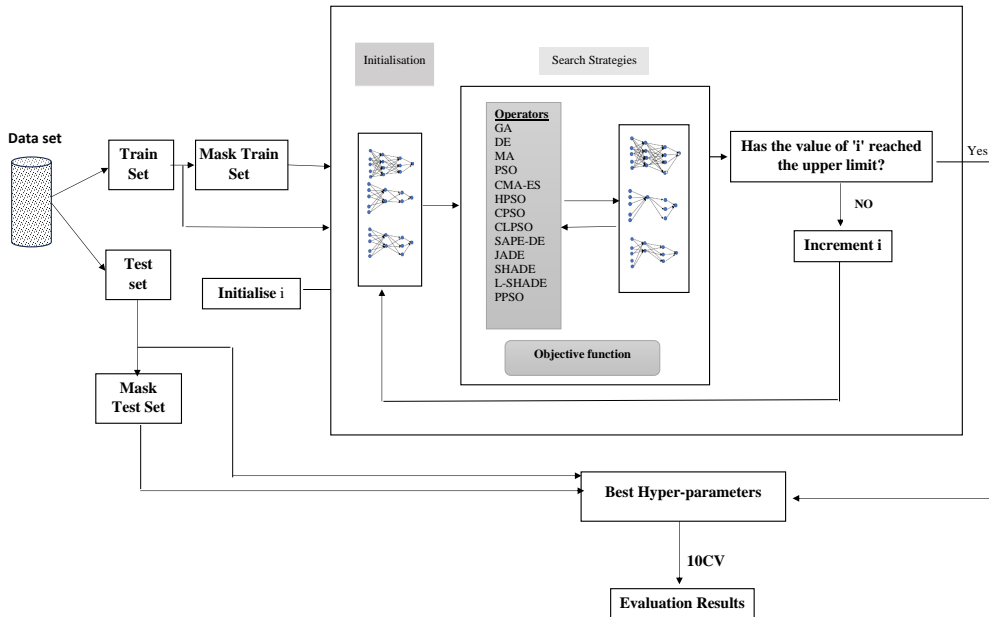 Initialisation
Search Strategies
Data set
Train
Set
Mask Train
Set
Operators
GA
DE
MA
PSO
CMA-ES
HPSO
CPSO
CLPSO
SAPE-DE
JADE
SHADE
L-SHADE
PPSO
Objective function
Has the value of 'i' reached
the upper limit?
Yes
NO
Increment i
Test
set
Initialise i
Mask
Test Set
Best Hyper-parameters
10CV
Evaluation Results